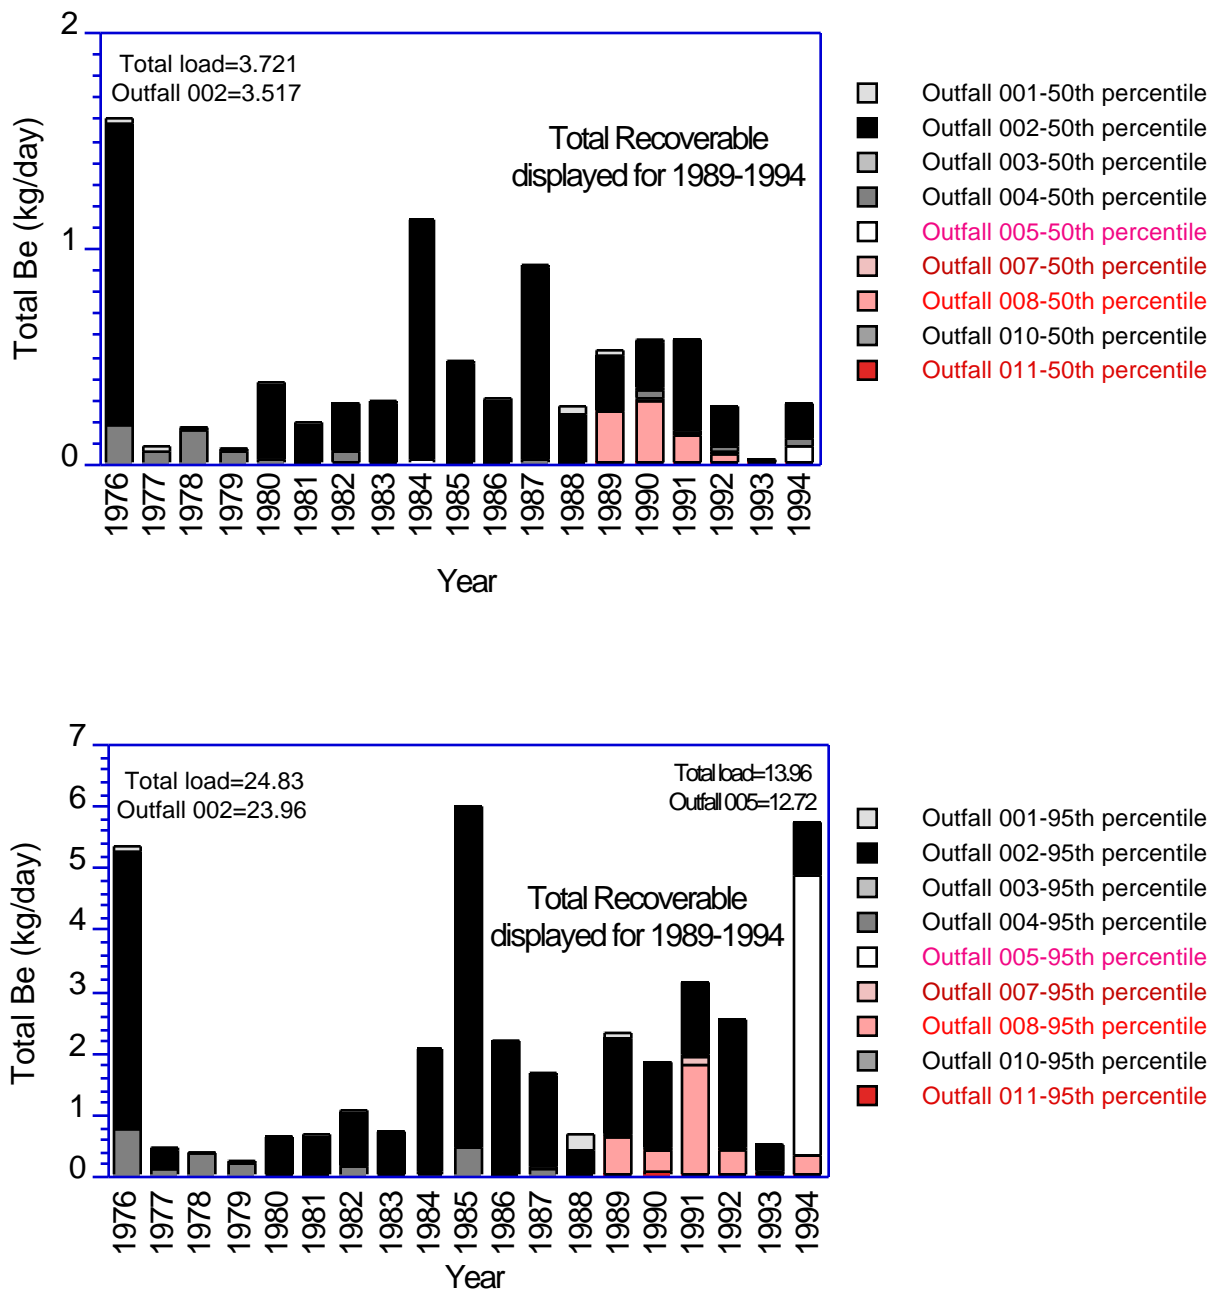 2
1
0
Total Be (kg/day)
Total load=3.721
Outfall 002=3.517
Total Recoverable
displayed for 1989-1994
1976
1977
1978
1979
1980
1981
1982
1983
1984
1985
1986
1987
1988
1989
1990
1991
1992
1993
1994
Year
Outfall 001-50th percentile
Outfall 002-50th percentile
Outfall 003-50th percentile
Outfall 004-50th percentile
Outfall 005-50th percentile
Outfall 007-50th percentile
Outfall 008-50th percentile
Outfall 010-50th percentile
Outfall 011-50th percentile
7
6
5
4
3
2
1
0
Total Be (kg/day)
Total load=24.83
Outfall 002=23.96
Total load=13.96
Outfall 005=12.72
Total Recoverable
displayed for 1989-1994
1976
1977
1978
1979
1980
1981
1982
1983
1984
1985
1986
1987
1988
1989
1990
1991
1992
1993
1994
Year
Outfall 001-95th percentile
Outfall 002-95th percentile
Outfall 003-95th percentile
Outfall 004-95th percentile
Outfall 005-95th percentile
Outfall 007-95th percentile
Outfall 008-95th percentile
Outfall 010-95th percentile
Outfall 011-95th percentile